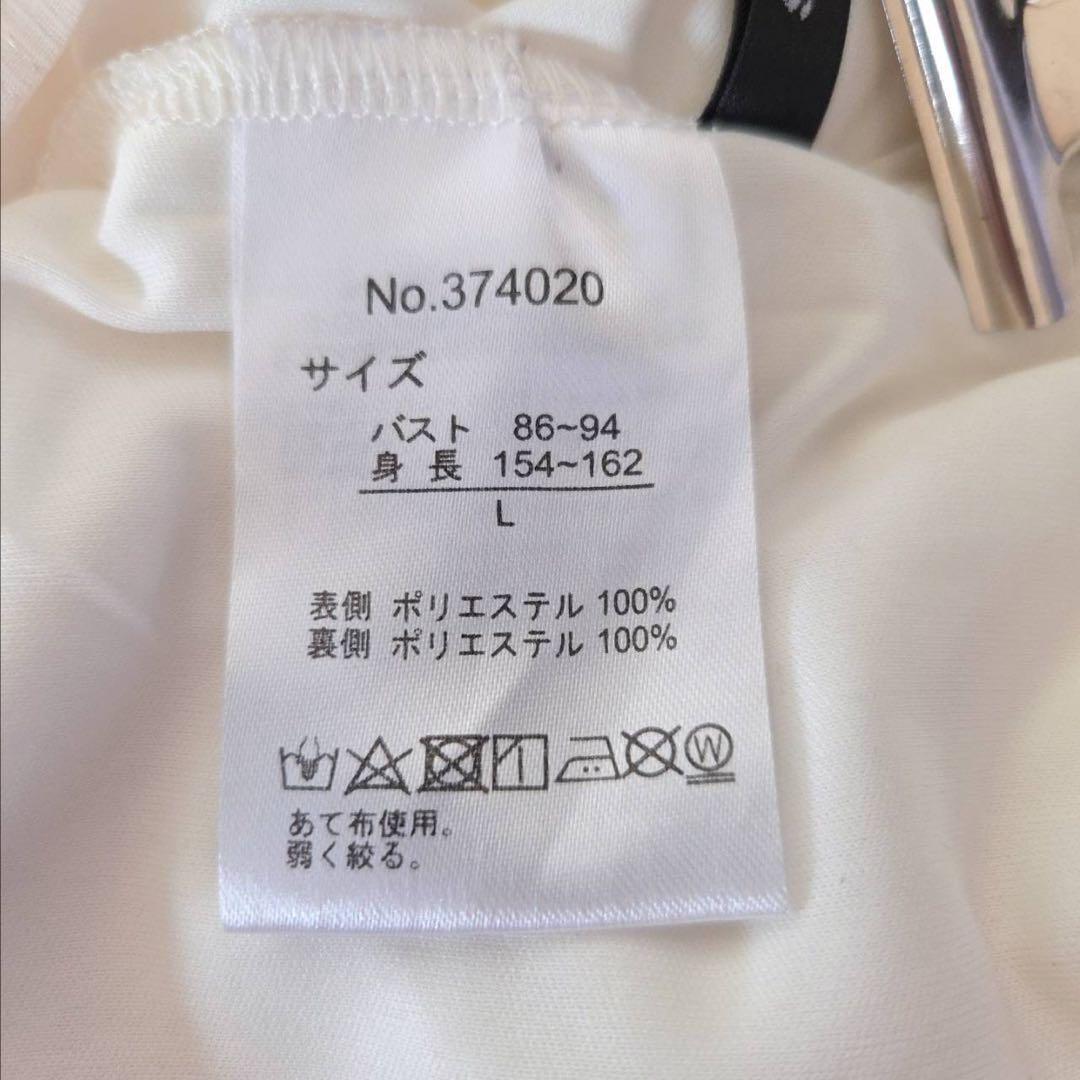 No.374020
サイズ
バスト 86~94
身長 154~162
L
表側 ポリエステル 100%
裏側 ポリエステル 100%
W
あて布使用。
弱く絞る。